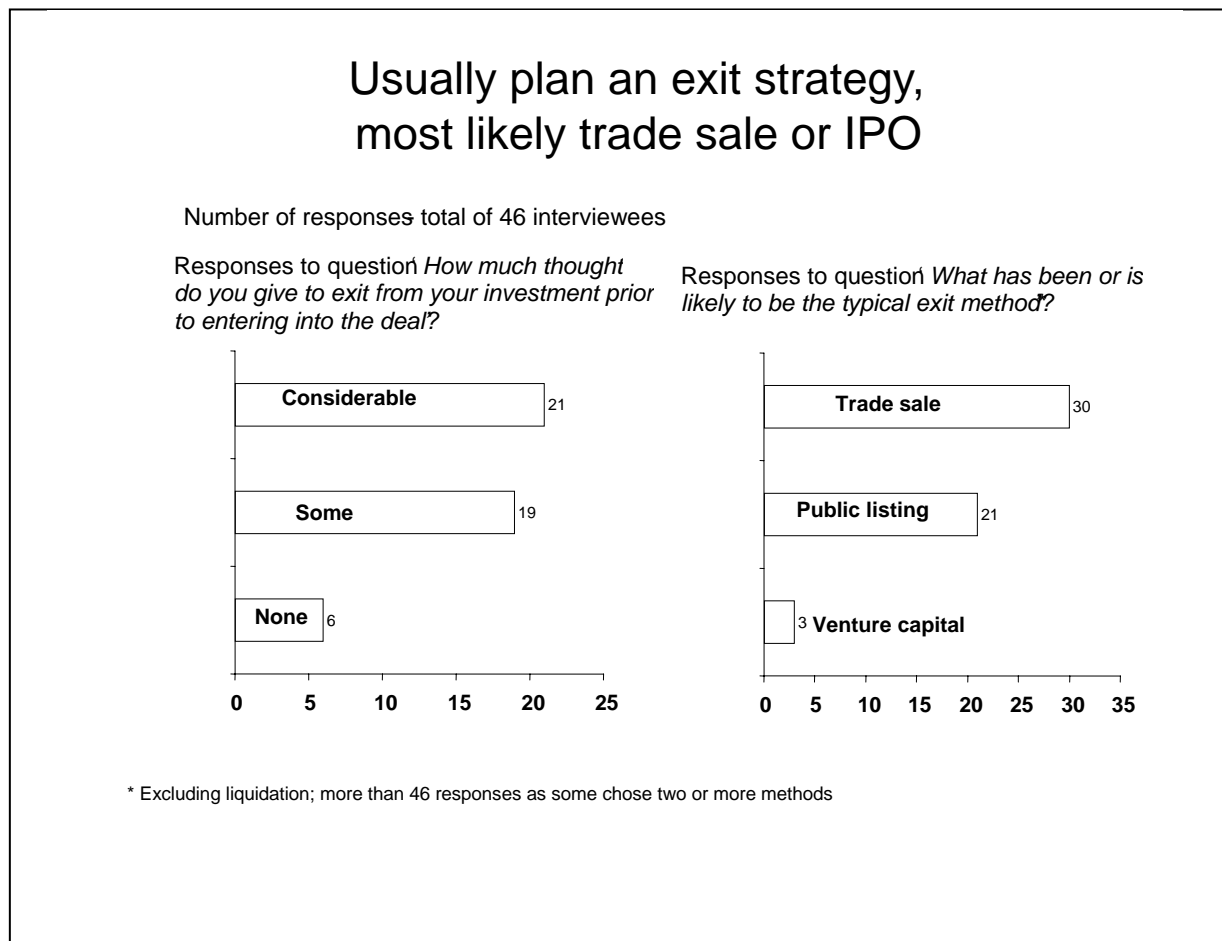 Usually plan an exit strategy,
most likely trade sale or IPO
Number of responses- total of 46 interviewees
Responses to question ‘How much thought
do you give to exit from your investment prior
to entering into the deal’?
Considerable
21
Some
19
None
6
0 5 10 15 20 25
Responses to question ‘What has been or is
likely to be the typical exit method*’?
Trade sale
30
Public listing
21
3 Venture capital
0 5 10 15 20 25 30 35
* Excluding liquidation; more than 46 responses as some chose two or more methods